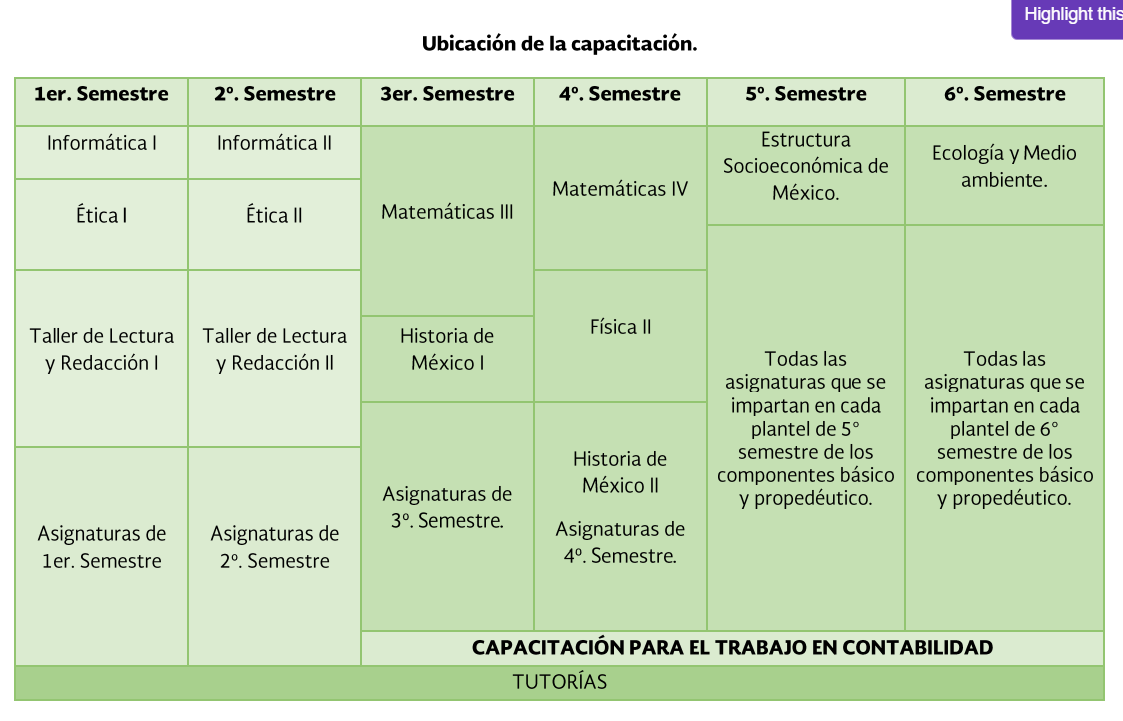 Highlight this
Ubicación de la capacitación.
1er. Semestre
2º. Semestre
3er. Semestre
4º. Semestre
5º. Semestre
6º. Semestre
Informática I
Informática II
Matemáticas III
Matemáticas IV
Estructura
Socioeconómica de
México.
Ecología y Medio
ambiente.
Ética I
Ética II
Taller de Lectura
y Redacción I
Taller de Lectura
y Redacción II
Historia de
México I
Física II
Todas las
asignaturas que se
impartan en cada
plantel de 5°
semestre de los
componentes básico
y propedéutico.
Todas las
asignaturas que se
impartan en cada
plantel de 6°
semestre de los
componentes básico
y propedéutico.
Asignaturas de
1er. Semestre
Asignaturas de
2º. Semestre
Asignaturas de
3º. Semestre.
Historia de
México II
Asignaturas de
4º. Semestre.
CAPACITACIÓN PARA EL TRABAJO EN CONTABILIDAD
TUTORÍAS